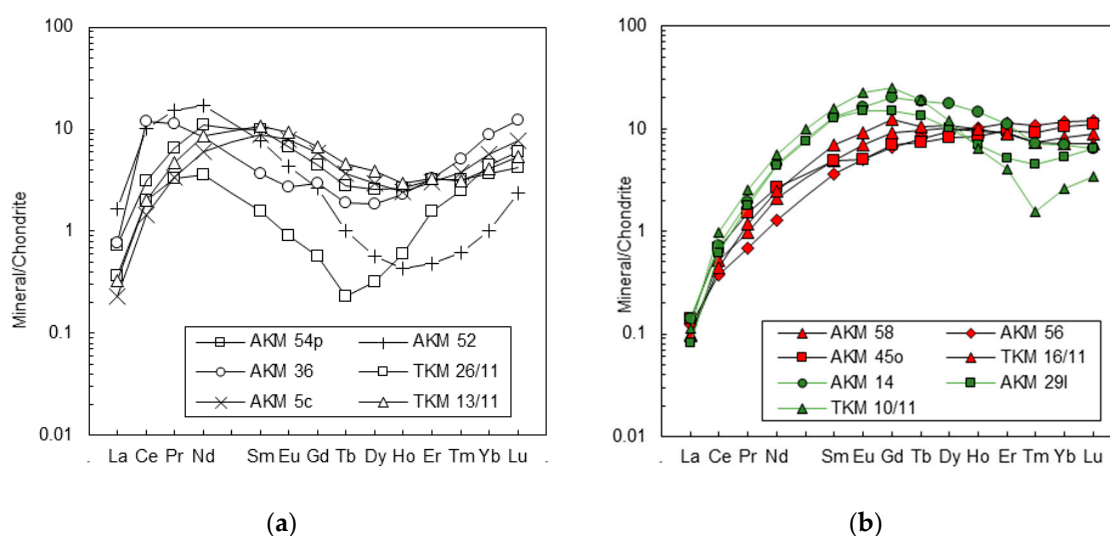 100
10
1
0.1
0.01
Mineral/Chondrite
AKM 54p
AKM 52
AKM 36
TKM 26/11
AKM 5c
TKM 13/11
La Ce Pr Nd Sm Eu Gd Tb Dy Ho Er Tm Yb Lu
(a)
100
10
1
0.1
0.01
Mineral/Chondrite
AKM 58
AKM 56
AKM 45o
TKM 16/11
AKM 14
AKM 29l
TKM 10/11
La Ce Pr Nd Sm Eu Gd Tb Dy Ho Er Tm Yb Lu
(b)